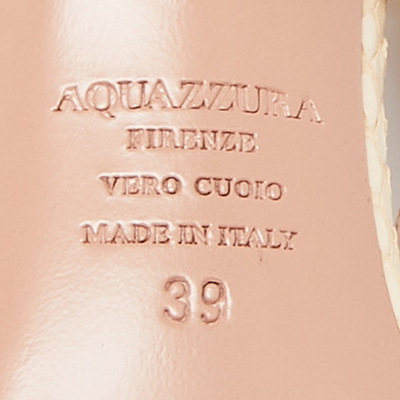 AQUAZZURA
FIRENZE
VERO CUOIO
MADE IN ITALY
39